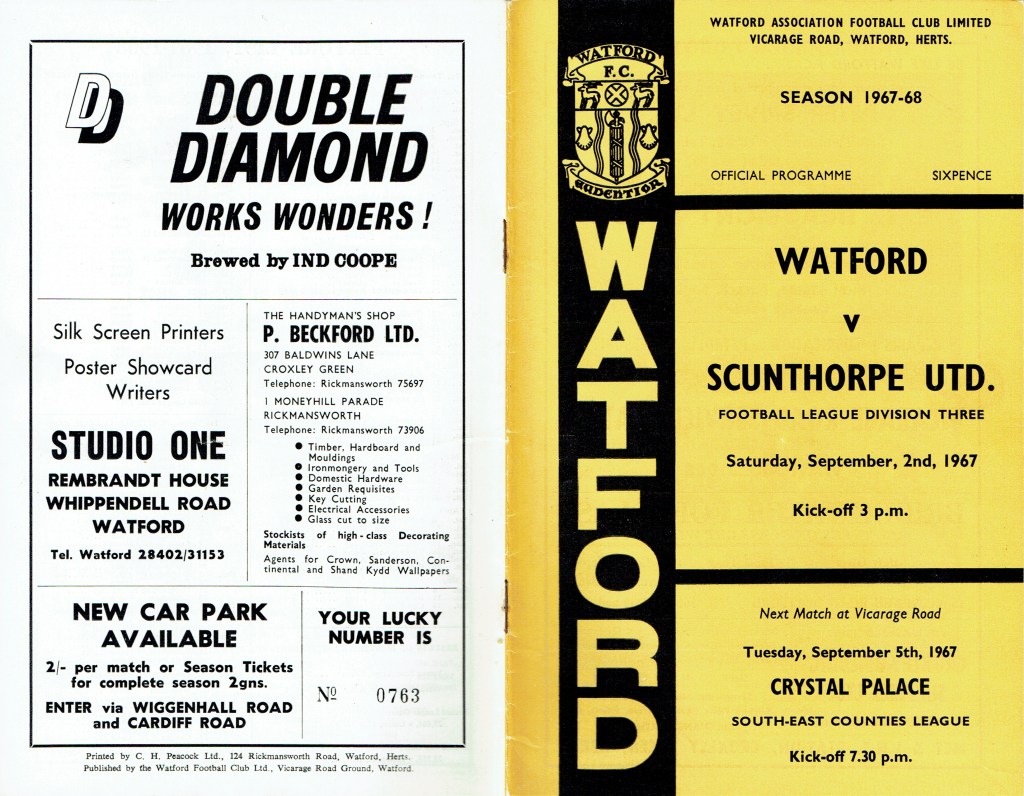 DD
DOUBLE
DIAMOND
WORKS WONDERS!
Brewed by IND COOPE
Silk Screen Printers
Poster Showcard
Writers
STUDIO ONE
REMBRANDT HOUSE
WHIPPENDELL ROAD
WATFORD
Tel. Watford 28402/31153
THE HANDYMAN'S SHOP
P. BECKFORD LTD.
307 BALDWINS LANE
CROXLEY GREEN
Telephone: Rickmansworth 75697
1 MONEYHILL PARADE
RICKMANSWORTH
Telephone: Rickmansworth 73906
● Timber, Hardboard and
Mouldings
● Ironmongery and Tools
● Domestic Hardware
● Garden Requisites
● Key Cutting
● Electrical Accessories
● Glass cut to size
Stockists of high-class Decorating
Materials
Agents for Crown, Sanderson, Con-
tinental and Shand Kydd Wallpapers
NEW CAR PARK
AVAILABLE
2/- per match or Season Tickets
for complete season 2gns.
ENTER via WIGGENHALL ROAD
and CARDIFF ROAD
YOUR LUCKY
NUMBER IS
Nº 0763
Printed by C. H. Peacock Ltd., 124 Rickmansworth Road, Watford, Herts.
Published by the Watford Football Club Ltd., Vicarage Road Ground, Watford.
WATFORD
F.C.
AUDENTIOR
WATFORD
WATFORD ASSOCIATION FOOTBALL CLUB LIMITED
VICARAGE ROAD, WATFORD, HERTS.
SEASON 1967-68
OFFICIAL PROGRAMME SIXPENCE
WATFORD
v
SCUNTHORPE UTD.
FOOTBALL LEAGUE DIVISION THREE
Saturday, September, 2nd, 1967
Kick-off 3 p.m.
Next Match at Vicarage Road
Tuesday, September 5th, 1967
CRYSTAL PALACE
SOUTH-EAST COUNTIES LEAGUE
Kick-off 7.30 p.m.